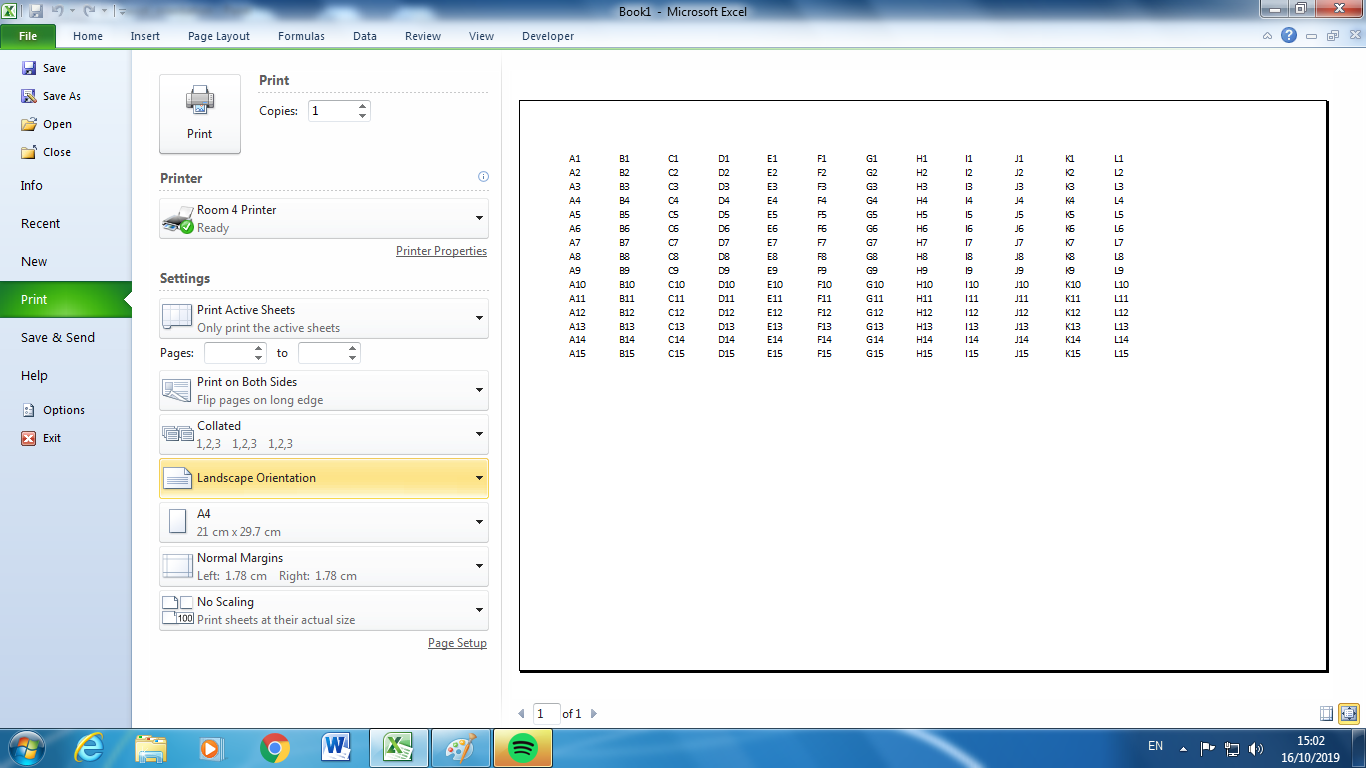 Book1 - Microsoft Excel
File Home Insert Page Layout Formulas Data Review View Developer
Save
Save As
Open
Close
Info
Recent
New
Print
Save & Send
Help
Options
Exit
Print
Print
Copies: 1
Printer
Room 4 Printer
Ready
Printer Properties
Settings
Print Active Sheets
Only print the active sheets
Pages: to
Print on Both Sides
Flip pages on long edge
Collated
1,2,3 1,2,3 1,2,3
Landscape Orientation
A4
21 cm x 29.7 cm
Normal Margins
Left: 1.78 cm Right: 1.78 cm
No Scaling
100
Print sheets at their actual size
Page Setup
A1 B1 C1 D1 E1 F1 G1 H1 I1 J1 K1 L1
A2 B2 C2 D2 E2 F2 G2 H2 I2 J2 K2 L2
A3 B3 C3 D3 E3 F3 G3 H3 I3 J3 K3 L3
A4 B4 C4 D4 E4 F4 G4 H4 I4 J4 K4 L4
A5 B5 C5 D5 E5 F5 G5 H5 I5 J5 K5 L5
A6 B6 C6 D6 E6 F6 G6 H6 I6 J6 K6 L6
A7 B7 C7 D7 E7 F7 G7 H7 I7 J7 K7 L7
A8 B8 C8 D8 E8 F8 G8 H8 I8 J8 K8 L8
A9 B9 C9 D9 E9 F9 G9 H9 I9 J9 K9 L9
A10 B10 C10 D10 E10 F10 G10 H10 I10 J10 K10 L10
A11 B11 C11 D11 E11 F11 G11 H11 I11 J11 K11 L11
A12 B12 C12 D12 E12 F12 G12 H12 I12 J12 K12 L12
A13 B13 C13 D13 E13 F13 G13 H13 I13 J13 K13 L13
A14 B14 C14 D14 E14 F14 G14 H14 I14 J14 K14 L14
A15 B15 C15 D15 E15 F15 G15 H15 I15 J15 K15 L15
1 of 1
EN
15:02
16/10/2019